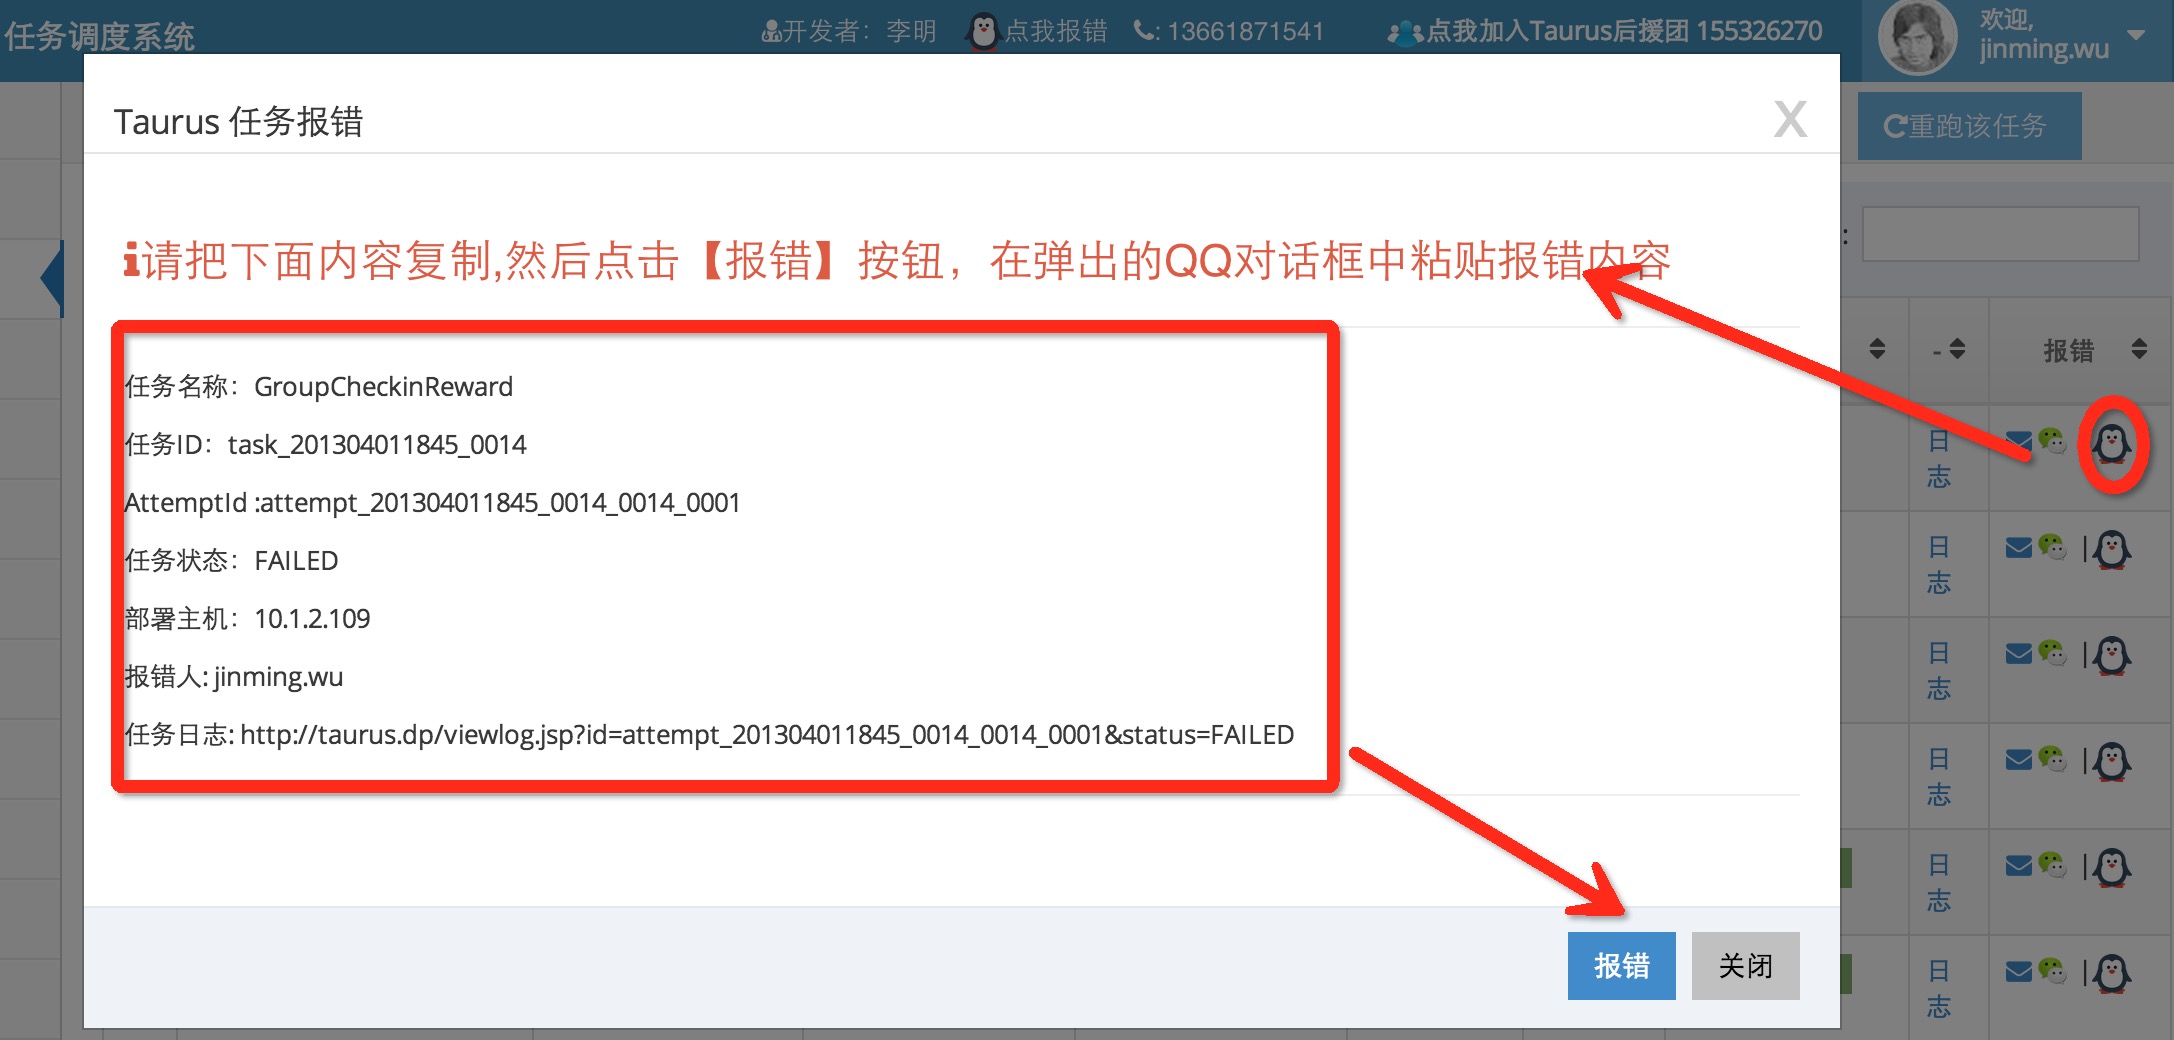 任务调度系统
开发者：李明
点我报错
: 13661871541
点我加入Taurus后援团 155326270
欢迎,
jinming.wu
Taurus 任务报错
X
重跑该任务
请把下面内容复制,然后点击【报错】按钮，在弹出的QQ对话框中粘贴报错内容
:
任务名称：GroupCheckinReward
任务ID：task_201304011845_0014
AttemptId :attempt_201304011845_0014_0014_0001
任务状态：FAILED
部署主机：10.1.2.109
报错人: jinming.wu
任务日志: http://taurus.dp/viewlog.jsp?id=attempt_201304011845_0014_0014_0001&status=FAILED
-
报错
日志
日志 |
日志 |
日志 |
日志 |
日志 |
报错
关闭